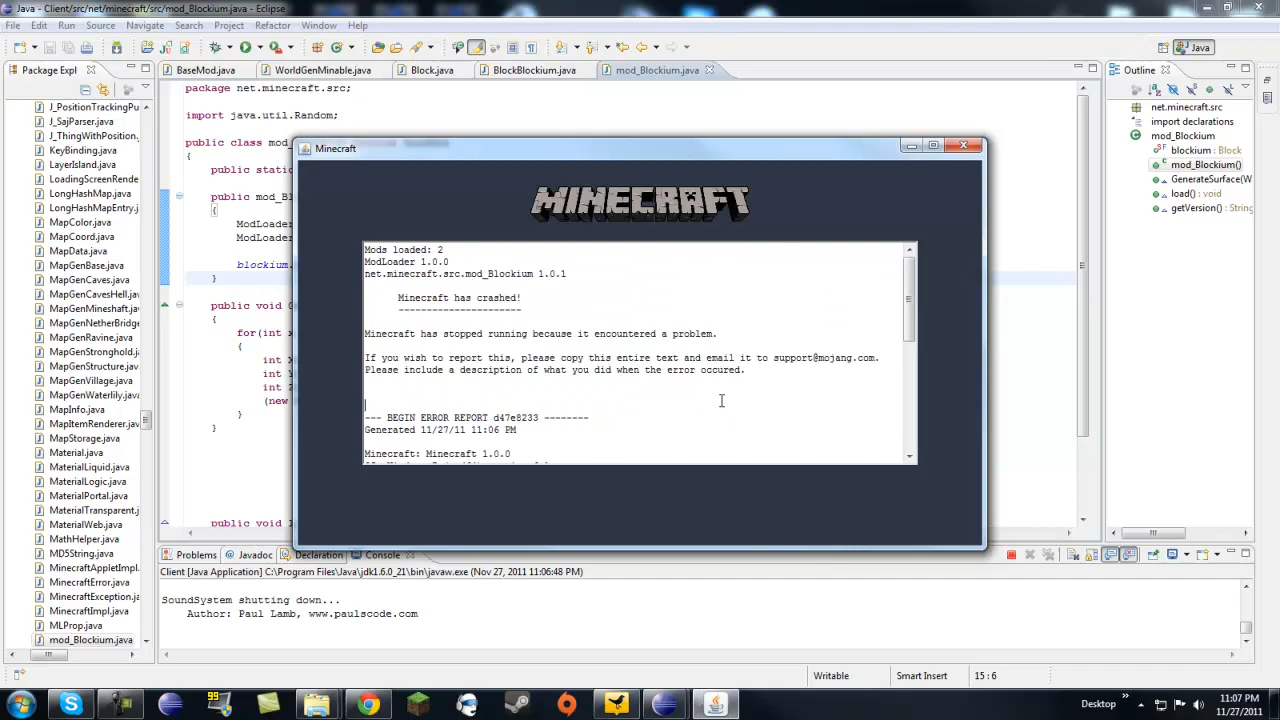 Java - Client/src/net/minecraft/src/mod_Blockium.java - Eclipse
File Edit Run Source Navigate Search Project Refactor Window Help
Java
Package Expl
BaseMod.java WorldGenMinable.java Block.java BlockBlockium.java mod_Blockium.java
Outline
J_PositionTrackingPu
J_SajParser.java
J_ThingWithPosition.
KeyBinding.java
LayerIsland.java
LoadingScreenRende
LongHashMap.java
LongHashMapEntry.
MapColor.java
MapCoord.java
MapData.java
MapGenBase.java
MapGenCaves.java
MapGenCavesHell.j
MapGenMineshaft.j
MapGenNetherBridg
MapGenRavine.java
MapGenStronghold.
MapGenVillage.java
MapGenWaterlily.ja
MapInfo.java
MapItemRenderer.ja
MapStorage.java
Material.java
MaterialLiquid.java
MaterialLogic.java
MaterialPortal.java
MaterialTransparent.
MaterialWeb.java
MathHelper.java
MD5String.java
MinecraftAppletImpl.
MinecraftError.java
MinecraftException.j
MinecraftImpl.java
MLProp.java
mod_Blockium.java
package net.minecraft.src;
import java.util.Random;
public class mod_
{
public stati
public mod_Bl
{
ModLoader
ModLoader
blockium.
}
public void G
{
for(int x
{
int X
int Y
int Z
(new
}
}
public void l
Minecraft
MINECRAFT
Mods loaded: 2
ModLoader 1.0.0
net.minecraft.src.mod_Blockium 1.0.1
Minecraft has crashed!
----------------------
Minecraft has stopped running because it encountered a problem.
If you wish to report this, please copy this entire text and email it to support@mojang.com.
Please include a description of what you did when the error occured.
--- BEGIN ERROR REPORT d47e8233 --------
Generated 11/27/11 11:06 PM
Minecraft: Minecraft 1.0.0
net.minecraft.src
import declarations
mod_Blockium
blockium : Block
mod_Blockium()
GenerateSurface(W
load() : void
getVersion() : String
Problems Javadoc Declaration Console
Client [Java Application] C:\Program Files\Java\jdk1.6.0_21\bin\javaw.exe (Nov 27, 2011 11:06:48 PM)
SoundSystem shutting down...
Author: Paul Lamb, www.paulscode.com
Writable Smart Insert 15 : 6
99
Desktop
11:07 PM
11/27/2011